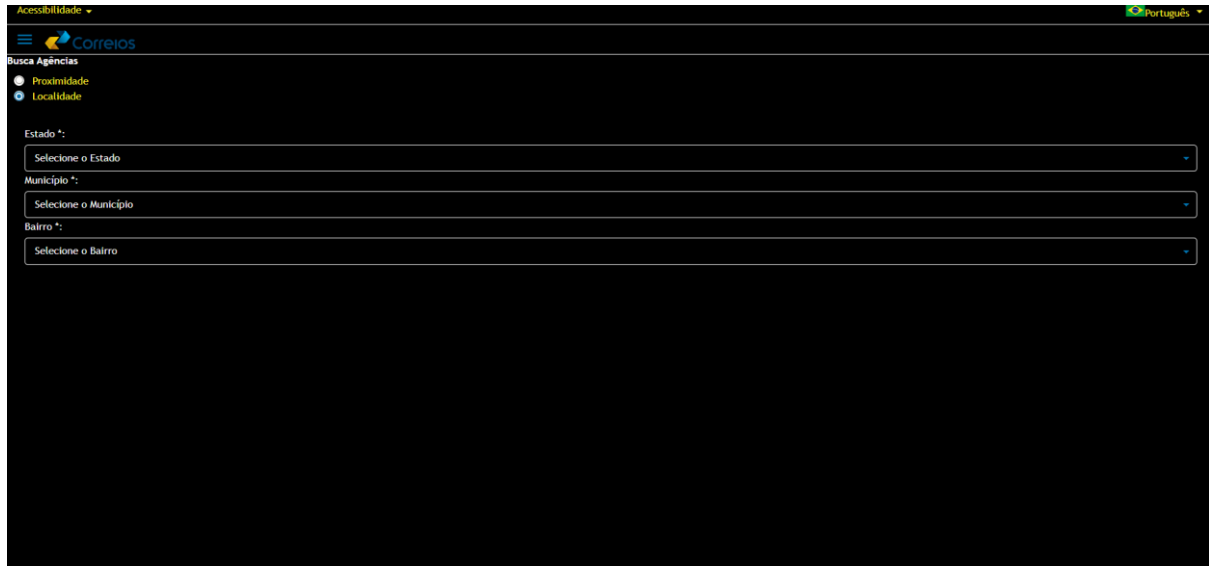 Acessibilidade
Português
Correios
Busca Agências
Proximidade
Localidade
Estado *:
Selecione o Estado
Município *:
Selecione o Município
Bairro *:
Selecione o Bairro